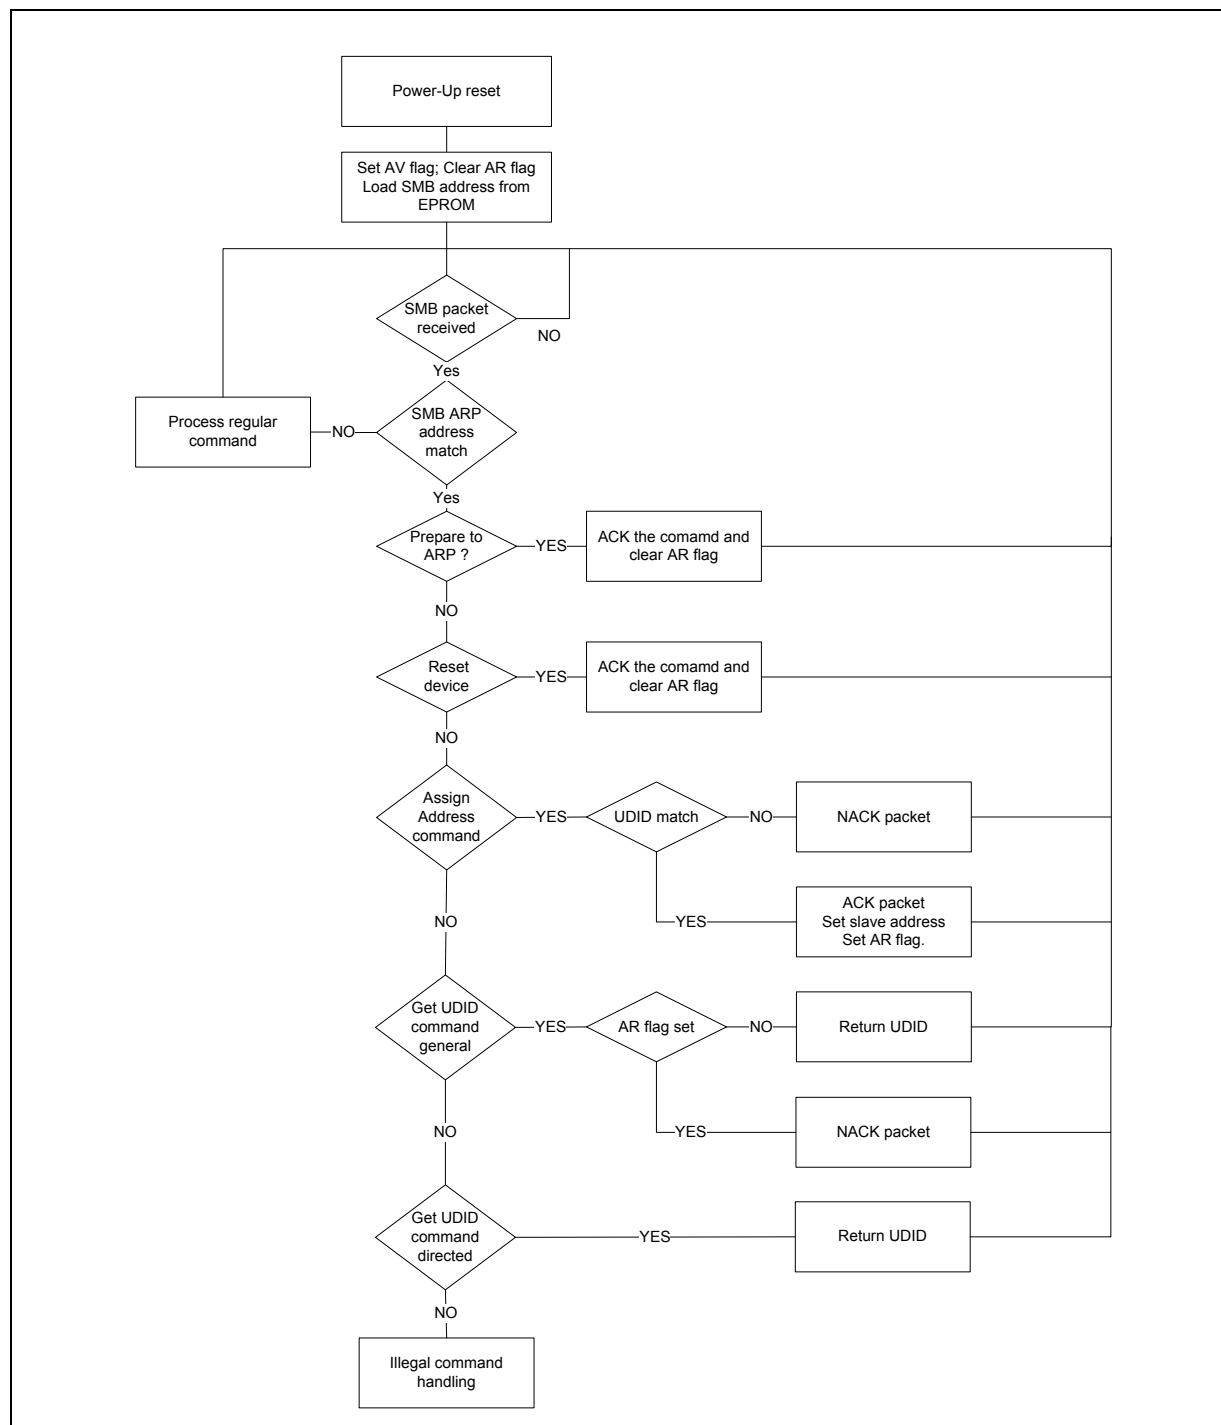 Power-Up reset
Set AV flag; Clear AR flag
Load SMB address from
EPROM
SMB packet
received
NO
Yes
Process regular
command
NO
SMB ARP
address
match
Yes
Prepare to
ARP ?
YES
ACK the comamd and
clear AR flag
NO
Reset
device
YES
ACK the comamd and
clear AR flag
NO
Assign
Address
command
YES
UDID match
NO
NACK packet
YES
ACK packet
Set slave address
Set AR flag.
NO
Get UDID
command
general
YES
AR flag set
NO
Return UDID
YES
NACK packet
NO
Get UDID
command
directed
YES
Return UDID
NO
Illegal command
handling